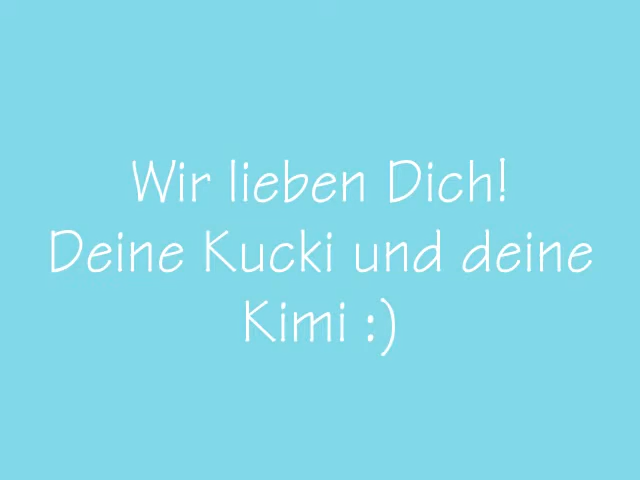 Wir lieben Dich!
Deine Kucki und deine
Kimi :)